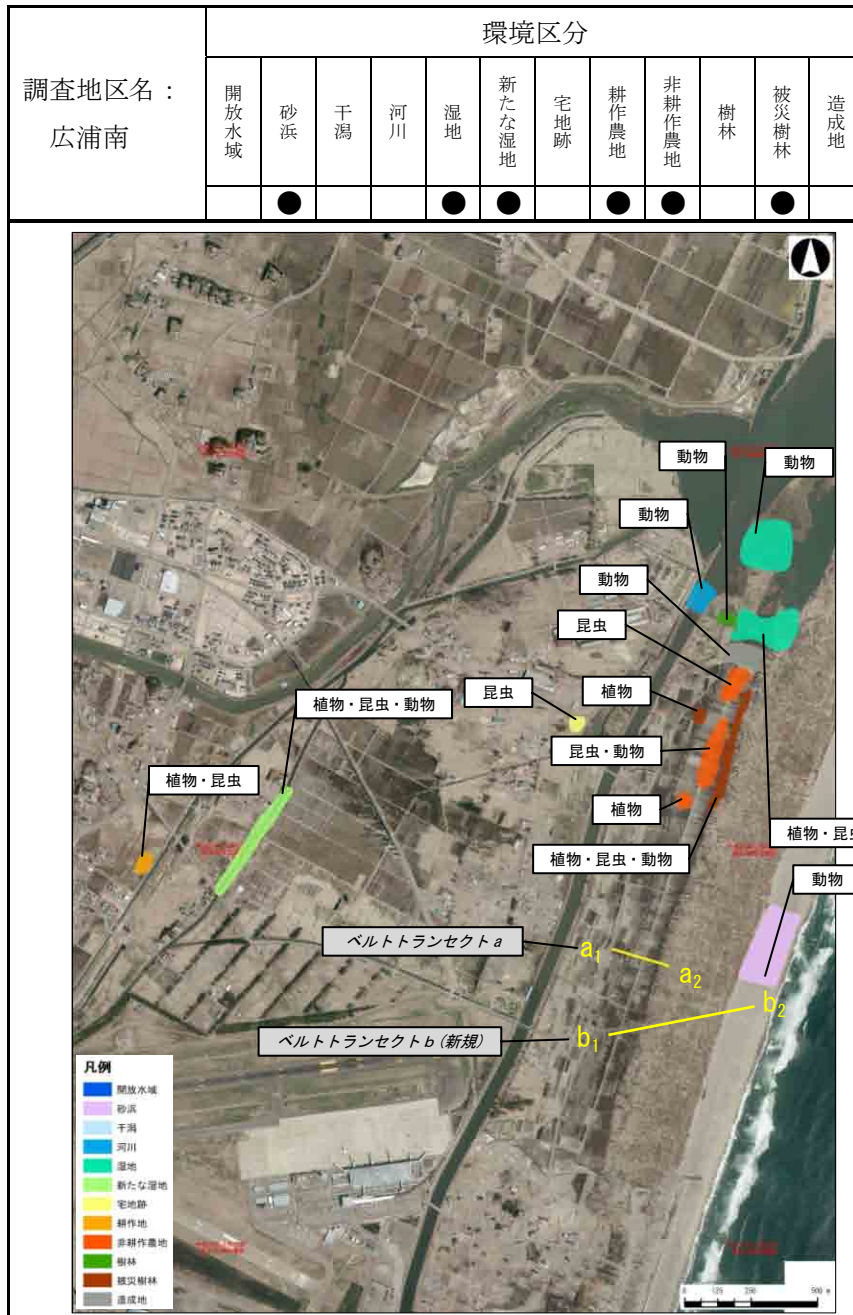 調査地区名：
広浦南
環境区分
開放水域
砂浜
干潟
河川
湿地
新たな湿地
宅地跡
耕作農地
非耕作農地
樹林
被災樹林
造成地
● ● ● ● ● ●
動物
動物
動物
動物
昆虫
植物・昆虫・動物
昆虫
植物
昆虫・動物
植物・昆虫
植物
植物・昆虫
植物・昆虫・動物
動物
ベルトトランセクトa
a1
a2
b2
ベルトトランセクトb(新規)
b1
凡例
開放水域
砂浜
干潟
河川
湿地
新たな湿地
宅地跡
耕作地
非耕作農地
樹林
被災樹林
造成地
0 125 250 500 m